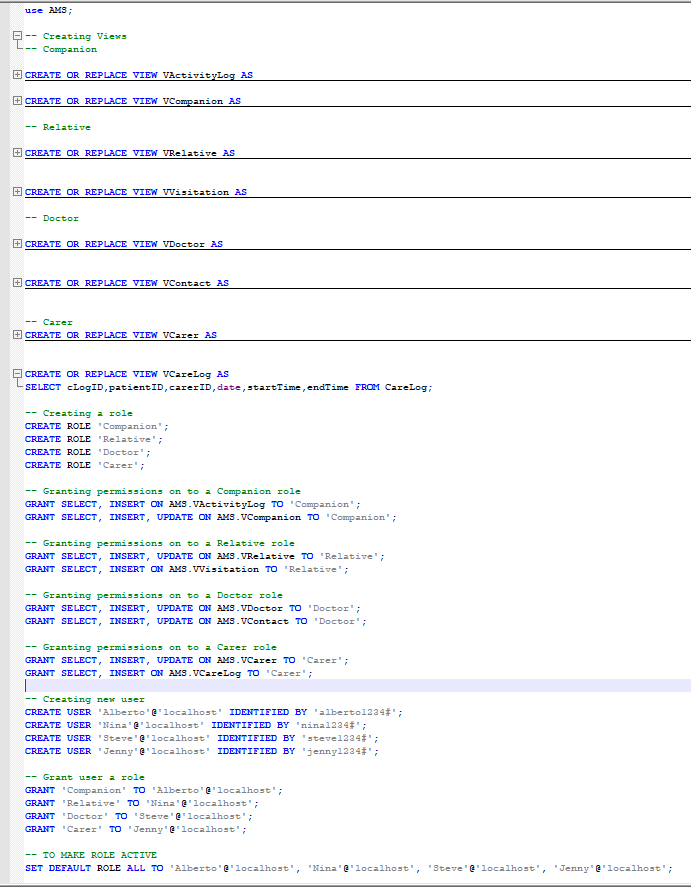 use AMS;
-- Creating Views
-- Companion
CREATE OR REPLACE VIEW VActivityLog AS
CREATE OR REPLACE VIEW VCompanion AS
-- Relative
CREATE OR REPLACE VIEW VRelative AS
CREATE OR REPLACE VIEW VVisitation AS
-- Doctor
CREATE OR REPLACE VIEW VDoctor AS
CREATE OR REPLACE VIEW VContact AS
-- Carer
CREATE OR REPLACE VIEW VCarer AS
CREATE OR REPLACE VIEW VCareLog AS
SELECT cLogID,patientID,carerID,date,startTime,endTime FROM CareLog;
-- Creating a role
CREATE ROLE 'Companion';
CREATE ROLE 'Relative';
CREATE ROLE 'Doctor';
CREATE ROLE 'Carer';
-- Granting permissions on to a Companion role
GRANT SELECT, INSERT ON AMS.VActivityLog TO 'Companion';
GRANT SELECT, INSERT, UPDATE ON AMS.VCompanion TO 'Companion';
-- Granting permissions on to a Relative role
GRANT SELECT, INSERT, UPDATE ON AMS.VRelative TO 'Relative';
GRANT SELECT, INSERT ON AMS.VVisitation TO 'Relative';
-- Granting permissions on to a Doctor role
GRANT SELECT, INSERT, UPDATE ON AMS.VDoctor TO 'Doctor';
GRANT SELECT, INSERT, UPDATE ON AMS.VContact TO 'Doctor';
-- Granting permissions on to a Carer role
GRANT SELECT, INSERT, UPDATE ON AMS.VCarer TO 'Carer';
GRANT SELECT, INSERT ON AMS.VCareLog TO 'Carer';
-- Creating new user
CREATE USER 'Alberto'@'localhost' IDENTIFIED BY 'alberto1234#';
CREATE USER 'Nina'@'localhost' IDENTIFIED BY 'nina1234#';
CREATE USER 'Steve'@'localhost' IDENTIFIED BY 'steve1234#';
CREATE USER 'Jenny'@'localhost' IDENTIFIED BY 'jenny1234#';
-- Grant user a role
GRANT 'Companion' TO 'Alberto'@'localhost';
GRANT 'Relative' TO 'Nina'@'localhost';
GRANT 'Doctor' TO 'Steve'@'localhost';
GRANT 'Carer' TO 'Jenny'@'localhost';
-- TO MAKE ROLE ACTIVE
SET DEFAULT ROLE ALL TO 'Alberto'@'localhost', 'Nina'@'localhost', 'Steve'@'localhost', 'Jenny'@'localhost';